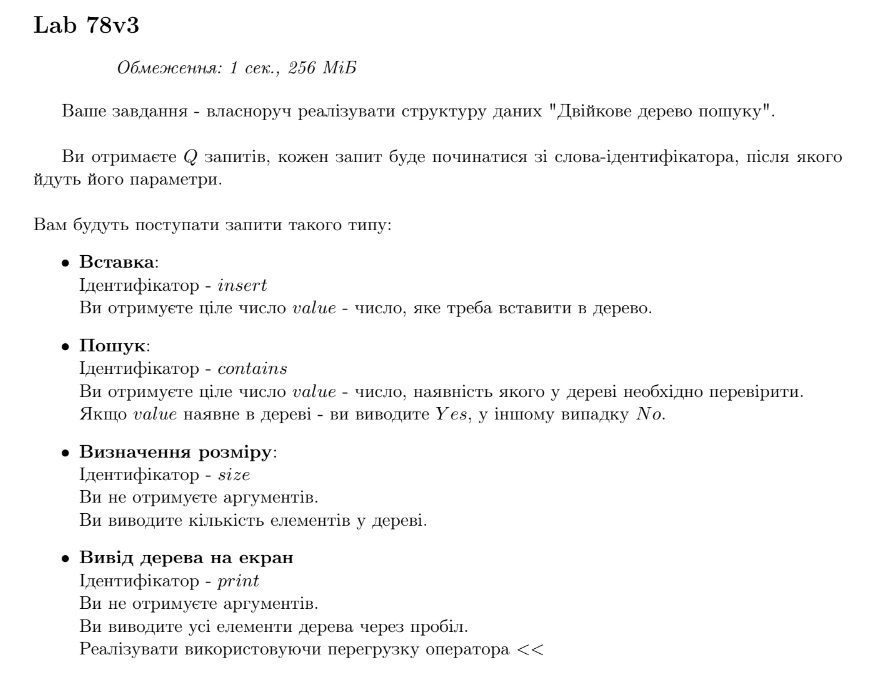 Lab 78v3
Обмеження: 1 сек., 256 МіБ
Ваше завдання - власноруч реалізувати структуру даних "Двійкове дерево пошуку".
Ви отримаєте Q запитів, кожен запит буде починатися зі слова-ідентифікатора, після якого
йдуть його параметри.
Вам будуть поступати запити такого типу:
• Вставка:
Ідентифікатор - insert
Ви отримуєте ціле число value - число, яке треба вставити в дерево.
• Пошук:
Ідентифікатор - contains
Ви отримуєте ціле число value - число, наявність якого у дереві необхідно перевірити.
Якщо value наявне в дереві - ви виводите Yes, у іншому випадку No.
• Визначення розміру:
Ідентифікатор - size
Ви не отримуєте аргументів.
Ви виводите кількість елементів у дереві.
• Вивід дерева на екран
Ідентифікатор - print
Ви не отримуєте аргументів.
Ви виводите усі елементи дерева через пробіл.
Реалізувати використовуючи перегрузку оператора <<